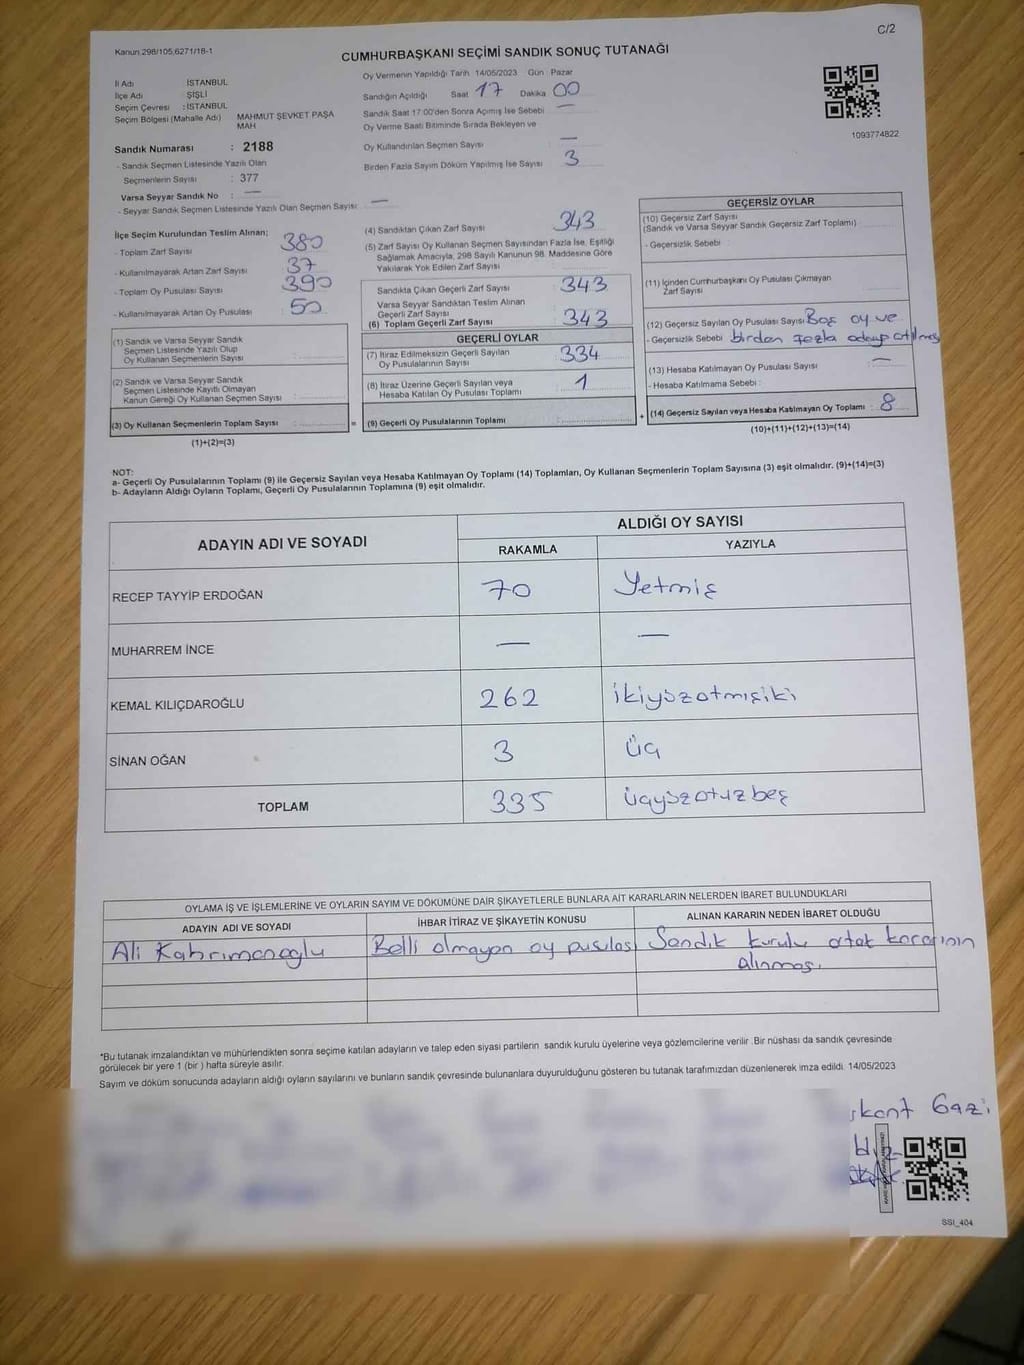 C/2
Kanun 298/105,6271/18-1
CUMHURBAŞKANI SEÇİMİ SANDIK SONUÇ TUTANAĞI
İl Adı : İSTANBUL
İlçe Adı : ŞİŞLİ
Seçim Çevresi : İSTANBUL
Seçim Bölgesi (Mahalle Adı) MAHMUT ŞEVKET PAŞA
MAH
Sandık Numarası : 2188
- Sandık Seçmen Listesinde Yazılı Olan
Seçmenlerin Sayısı : 377
Varsa Seyyar Sandık No : —
- Seyyar Sandık Seçmen Listesinde Yazılı Olan Seçmen Sayısı: —
Oy Vermenin Yapıldığı Tarih 14/05/2023 Gün Pazar
Sandığın Açıldığı Saat 17 Dakika 00
Sandık Saat 17:00'den Sonra Açımış İse Sebebi —
Oy Verme Saati Bitiminde Sırada Bekleyen ve
Oy Kullandırılan Seçmen Sayısı —
Birden Fazla Sayım Döküm Yapılmış İse Sayısı 3
1093774822
İlçe Seçim Kurulundan Teslim Alınan;
- Toplam Zarf Sayısı : 380
- Kullanılmayarak Artan Zarf Sayısı : 37
- Toplam Oy Pusulası Sayısı : 390
- Kullanılmayarak Artan Oy Pusulası : 50
(1) Sandık ve Varsa Seyyar Sandık
Seçmen Listesinde Yazılı Olup
Oy Kullanan Seçmenlerin Sayısı :
(2) Sandık ve Varsa Seyyar Sandık
Seçmen Listesinde Kayıtlı Olmayan
Kanun Gereği Oy Kullanan Seçmen Sayısı :
(3) Oy Kullanan Seçmenlerin Toplam Sayısı :
(1)+(2)=(3)
=
(4) Sandıktan Çıkan Zarf Sayısı : 343
(5) Zarf Sayısı Oy Kullanan Seçmen Sayısından Fazla İse, Eşitliği
Sağlamak Amacıyla, 298 Sayılı Kanunun 98. Maddesine Göre
Yakılarak Yok Edilen Zarf Sayısı :
Sandıkta Çıkan Geçerli Zarf Sayısı : 343
Varsa Seyyar Sandıktan Teslim Alınan
Geçerli Zarf Sayısı :
(6) Toplam Geçerli Zarf Sayısı : 343
GEÇERLİ OYLAR
(7) İtiraz Edilmeksizin Geçerli Sayılan
Oy Pusulalarının Sayısı : 334
(8) İtiraz Üzerine Geçerli Sayılan veya
Hesaba Katılan Oy Pusulası Toplamı : 1
(9) Geçerli Oy Pusulalarının Toplamı :
+
GEÇERSİZ OYLAR
(10) Geçersiz Zarf Sayısı
(Sandık ve Varsa Seyyar Sandık Geçersiz Zarf Toplamı) :
- Geçersizlik Sebebi :
(11) İçinden Cumhurbaşkanı Oy Pusulası Çıkmayan
Zarf Sayısı :
(12) Geçersiz Sayılan Oy Pusulası Sayısı: Boş oy ve
- Geçersizlik Sebebi birden fazla
(13) Hesaba Katılmayan Oy Pusulası Sayısı : —
- Hesaba Katılmama Sebebi :
(14) Geçersiz Sayılan veya Hesaba Katılmayan Oy Toplamı : 8
(10)+(11)+(12)+(13)=(14)
NOT:
a- Geçerli Oy Pusulalarının Toplamı (9) ile Geçersiz Sayılan veya Hesaba Katılmayan Oy Toplamı (14) Toplamları, Oy Kullanan Seçmenlerin Toplam Sayısına (3) eşit olmalıdır. (9)+(14)=(3)
b- Adayların Aldığı Oyların Toplamı, Geçerli Oy Pusulalarının Toplamına (9) eşit olmalıdır.
ADAYIN ADI VE SOYADI ALDIĞI OY SAYISI
RAKAMLA YAZIYLA
RECEP TAYYİP ERDOĞAN 70 Yetmiş
MUHARREM İNCE — —
KEMAL KILIÇDAROĞLU 262 ikiyüzatmışiki
SİNAN OĞAN 3 üç
TOPLAM 335 üçyüzotuzbeş
OYLAMA İŞ VE İŞLEMLERİNE VE OYLARIN SAYIM VE DÖKÜMÜNE DAİR ŞİKAYETLERLE BUNLARA AİT KARARLARIN NELERDEN İBARET BULUNDUKLARI
ADAYIN ADI VE SOYADI İHBAR İTİRAZ VE ŞİKAYETİN KONUSU ALINAN KARARIN NEDEN İBARET OLDUĞU
Ali Kahrımanoğlu Belli olmayan oy pusulası Sandık kurulu ortak kararının
alınması.
*Bu tutanak imzalandıktan ve mühürlendikten sonra seçime katılan adayların ve talep eden siyasi partilerin sandık kurulu üyelerine veya gözlemcilerine verilir .Bir nüshası da sandık çevresinde
görülecek bir yere 1 (bir ) hafta süreyle asılır.
Sayım ve döküm sonucunda adayların aldığı oyların sayılarını ve bunların sandık çevresinde bulunanlara duyurulduğunu gösteren bu tutanak tarafımızdan düzenlenerek imza edildi. 14/05/2023
Gazi
SSI_404